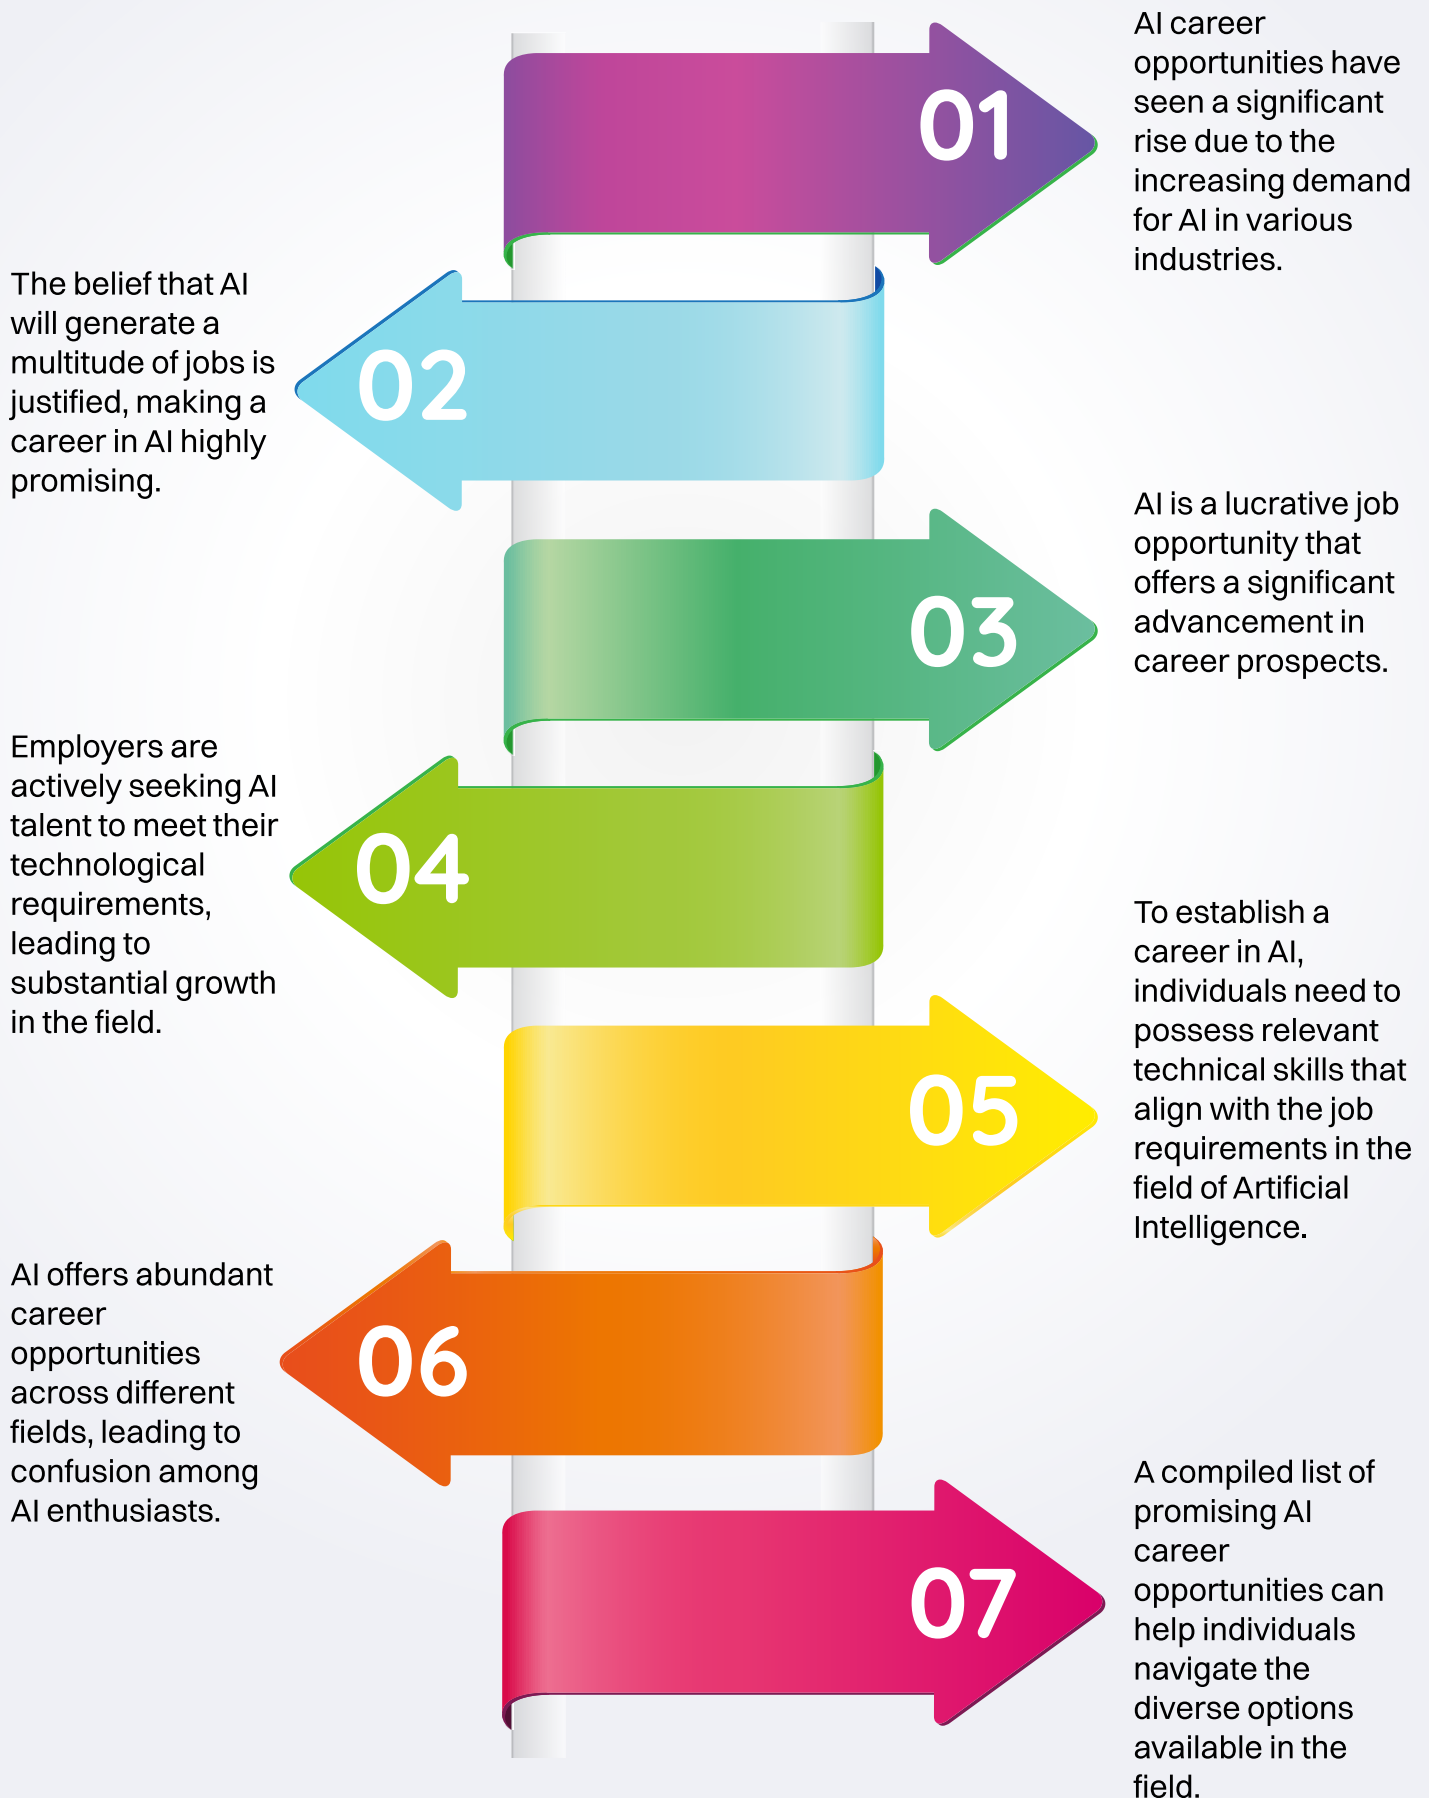 01
AI career
opportunities have
seen a significant
rise due to the
increasing demand
for AI in various
industries.
02
The belief that AI
will generate a
multitude of jobs is
justified, making a
career in AI highly
promising.
03
AI is a lucrative job
opportunity that
offers a significant
advancement in
career prospects.
04
Employers are
actively seeking AI
talent to meet their
technological
requirements,
leading to
substantial growth
in the field.
05
To establish a
career in AI,
individuals need to
possess relevant
technical skills that
align with the job
requirements in the
field of Artificial
Intelligence.
06
AI offers abundant
career
opportunities
across different
fields, leading to
confusion among
AI enthusiasts.
07
A compiled list of
promising AI
career
opportunities can
help individuals
navigate the
diverse options
available in the
field.